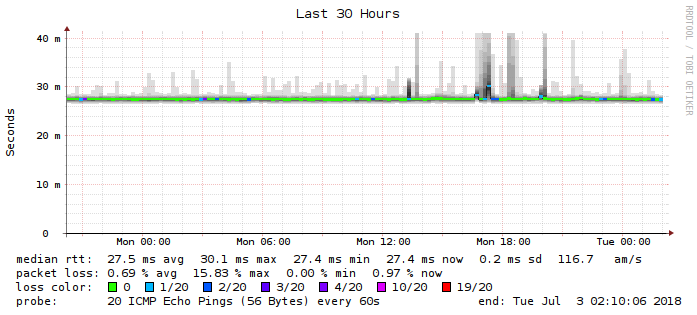 Last 30 Hours
RRDTOOL / TOBI OETIKER
Seconds
40 m
30 m
20 m
10 m
0
Mon 00:00 Mon 06:00 Mon 12:00 Mon 18:00 Tue 00:00
median rtt: 27.5 ms avg 30.1 ms max 27.4 ms min 27.4 ms now 0.2 ms sd 116.7 am/s
packet loss: 0.69 % avg 15.83 % max 0.00 % min 0.97 % now
loss color: 0 1/20 2/20 3/20 4/20 10/20 19/20
probe: 20 ICMP Echo Pings (56 Bytes) every 60s end: Tue Jul 3 02:10:06 2018